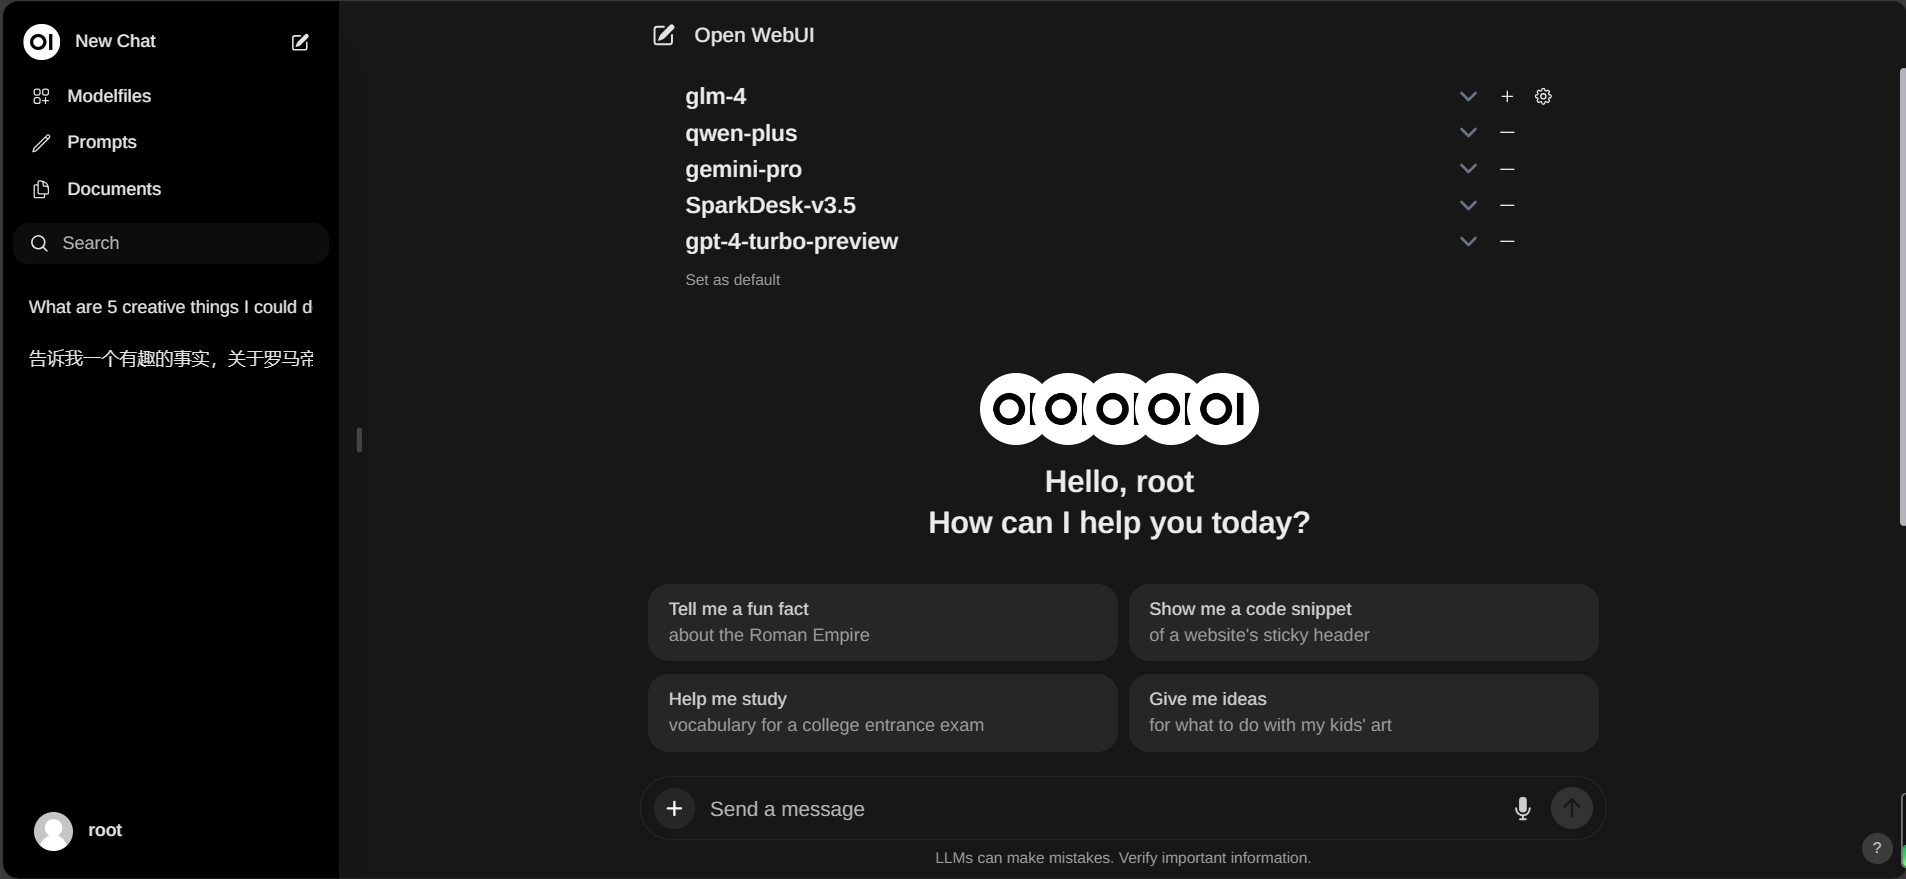 OI New Chat
Modelfiles
Prompts
Documents
Search
What are 5 creative things I could d
告诉我一个有趣的事实，关于罗马帝
root
Open WebUI
glm-4
qwen-plus
gemini-pro
SparkDesk-v3.5
gpt-4-turbo-preview
Set as default
OI OI OI OI OI
Hello, root
How can I help you today?
Tell me a fun fact
about the Roman Empire
Show me a code snippet
of a website's sticky header
Help me study
vocabulary for a college entrance exam
Give me ideas
for what to do with my kids' art
Send a message
LLMs can make mistakes. Verify important information.
?